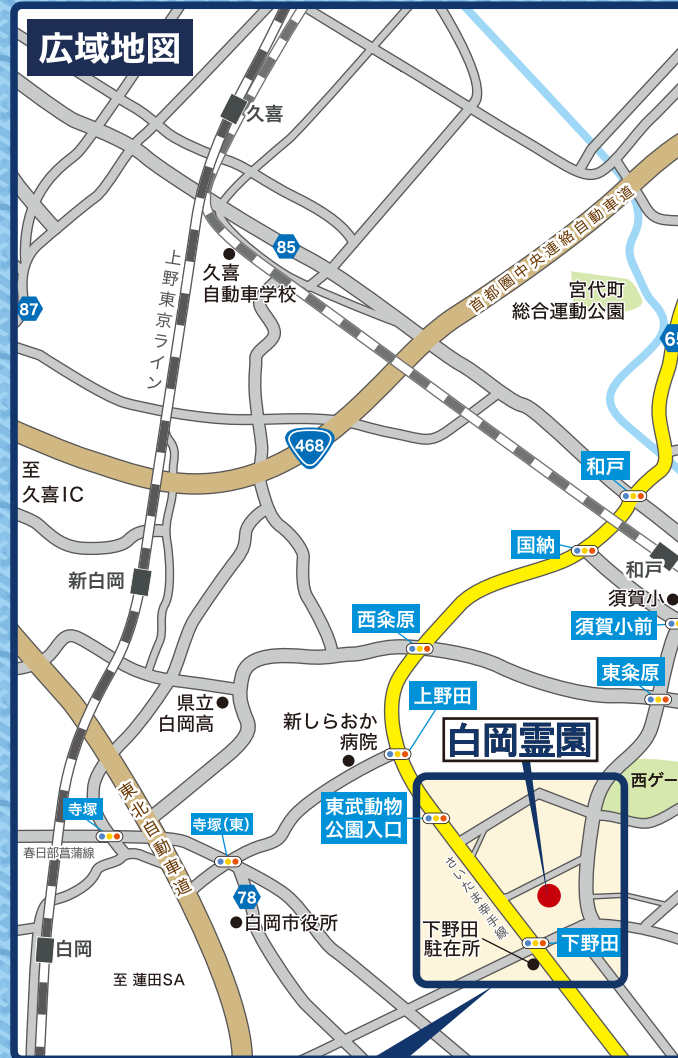 広域地図
久喜
85
久喜
自動車学校
上野東京ライン
首都圏中央連絡自動車道
宮代町
総合運動公園
87
65
468
至
久喜IC
和戸
国納
和戸
新白岡
須賀小
須賀小前
西粂原
東粂原
県立
白岡高
上野田
新しらおか
病院
白岡霊園
西ゲー
東武動物
公園入口
寺塚
寺塚(東)
春日部菖蒲線
東北自動車道
さいたま幸手線
78
白岡市役所
下野田
駐在所
下野田
白岡
至 蓮田SA